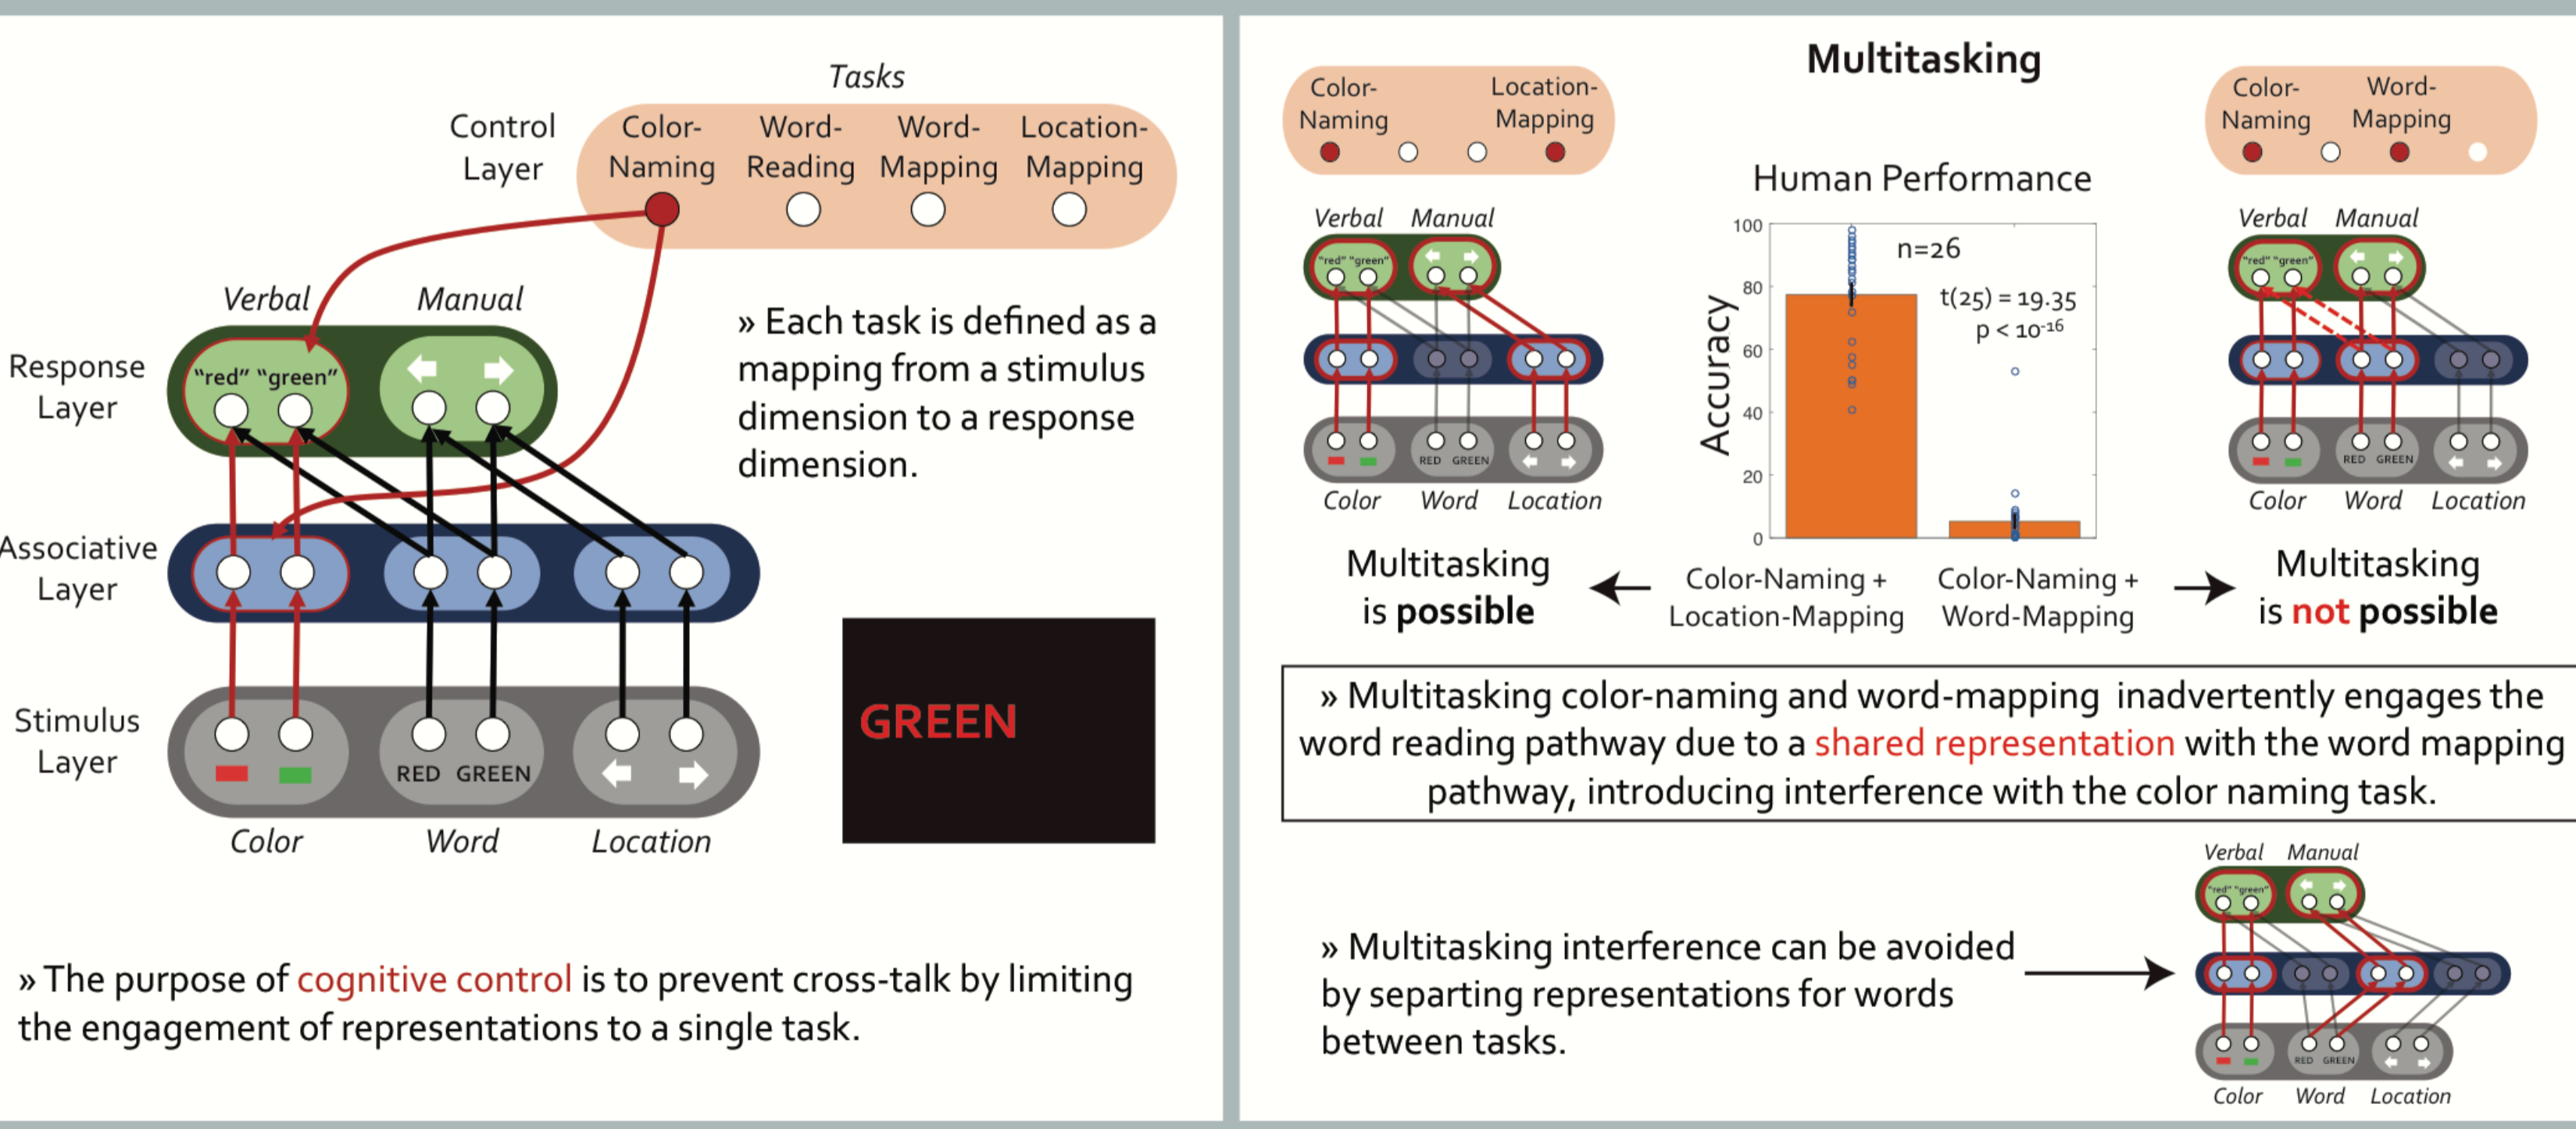 Tasks
Control
Layer
Color-
Naming
Word-
Reading
Word-
Mapping
Location-
Mapping
Verbal
Manual
Response
Layer
"red" "green"
» Each task is defined as a
mapping from a stimulus
dimension to a response
dimension.
Associative
Layer
Stimulus
Layer
RED GREEN
Color
Word
Location
GREEN
» The purpose of cognitive control is to prevent cross-talk by limiting
the engagement of representations to a single task.
Multitasking
Color-
Naming
Location-
Mapping
Verbal Manual
"red" "green"
RED GREEN
Color Word Location
Multitasking
is possible
Human Performance
Accuracy
100
80
60
40
20
0
n=26
t(25) = 19.35
p < 10-16
Color-Naming +
Location-Mapping
Color-Naming +
Word-Mapping
Color-
Naming
Word-
Mapping
Verbal Manual
"red" "green"
RED GREEN
Color Word Location
Multitasking
is not possible
» Multitasking color-naming and word-mapping inadvertently engages the
word reading pathway due to a shared representation with the word mapping
pathway, introducing interference with the color naming task.
» Multitasking interference can be avoided
by separting representations for words
between tasks.
Verbal Manual
"red" "green"
RED GREEN
Color Word Location